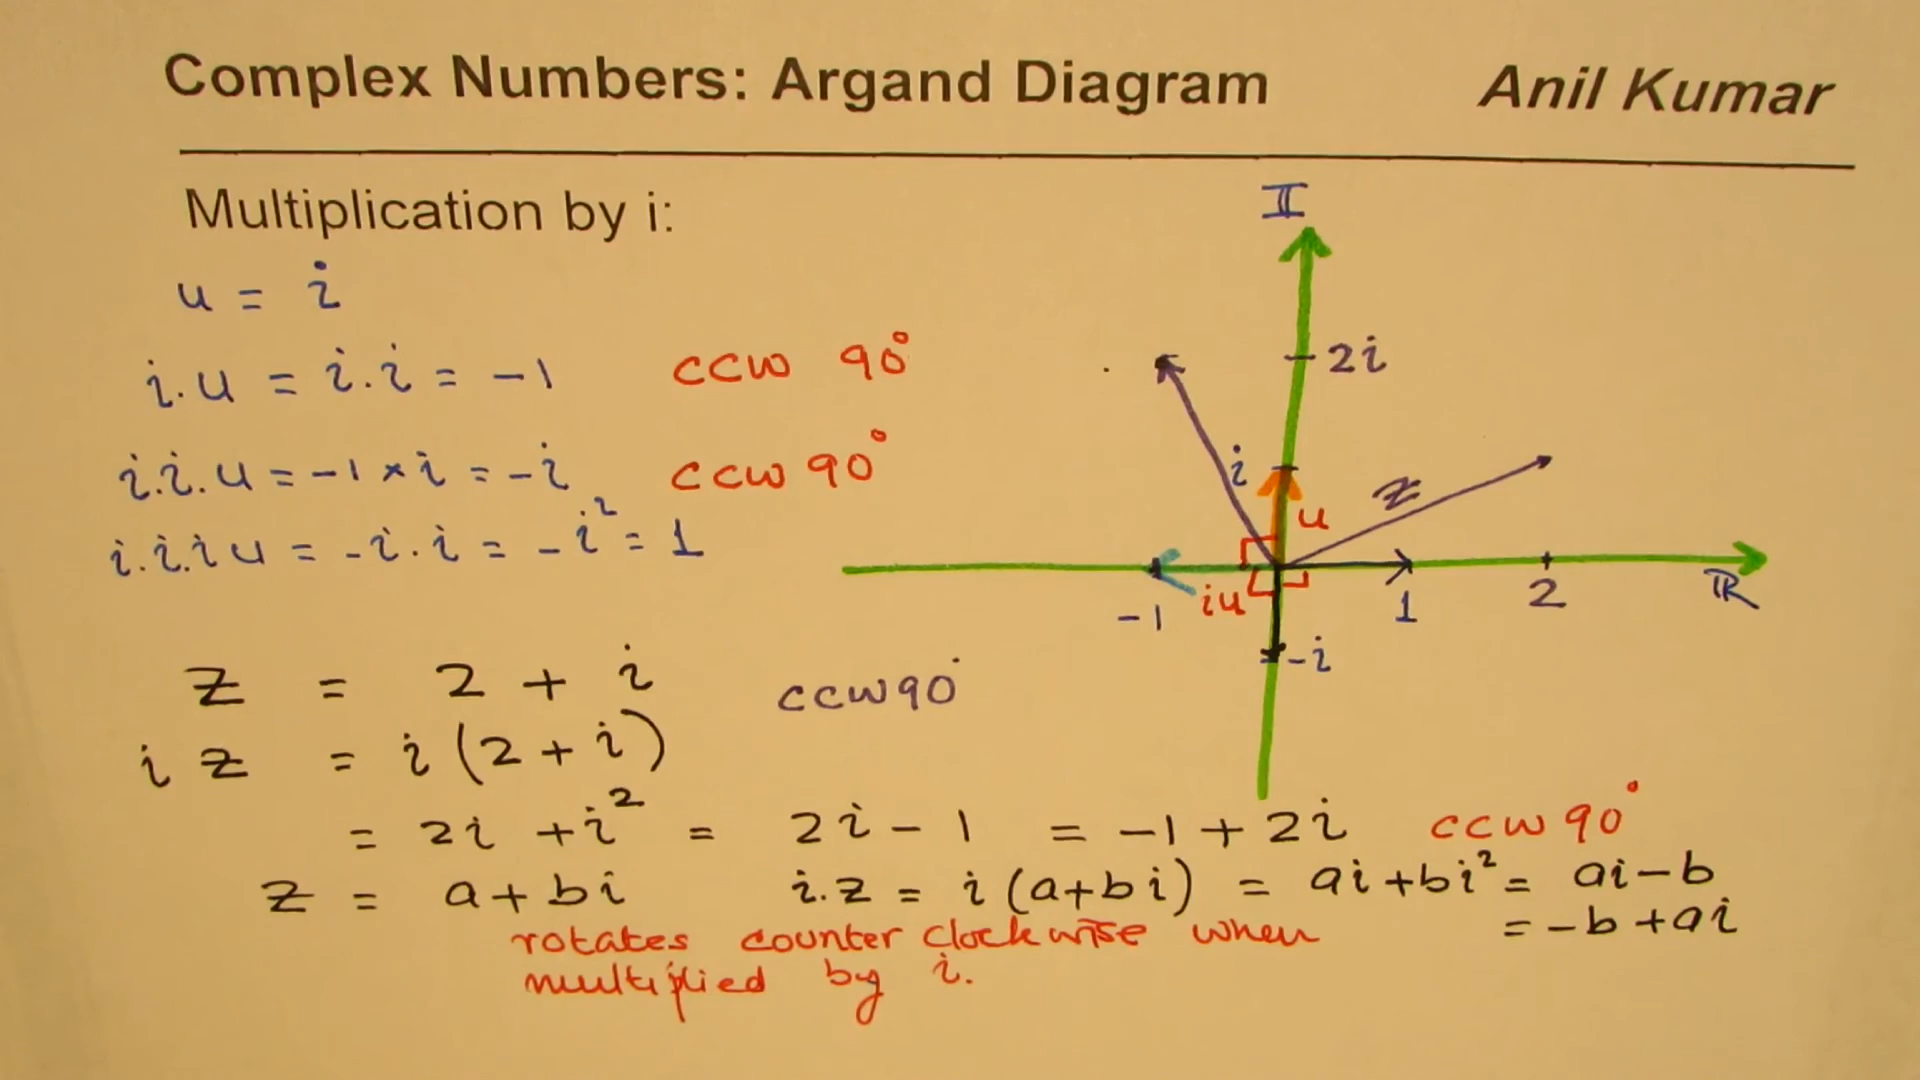 Complex Numbers: Argand Diagram Anil Kumar
Multiplication by i:
u = i
i.u = i.i = -1 ccw 90°
i.i.u = -1 × i = -i ccw 90°
i.i.i u = -i.i = -i² = 1
z = 2 + i ccw 90°
i z = i (2 + i)
= 2i + i² = 2i - 1 = -1 + 2i ccw 90°
z = a + bi i.z = i (a+bi) = ai + bi² = ai - b
= -b + ai
rotates counter clockwise when
multiplied by i.
II
2i
i
z
u
-1
iu
1
2
ℝ
-i